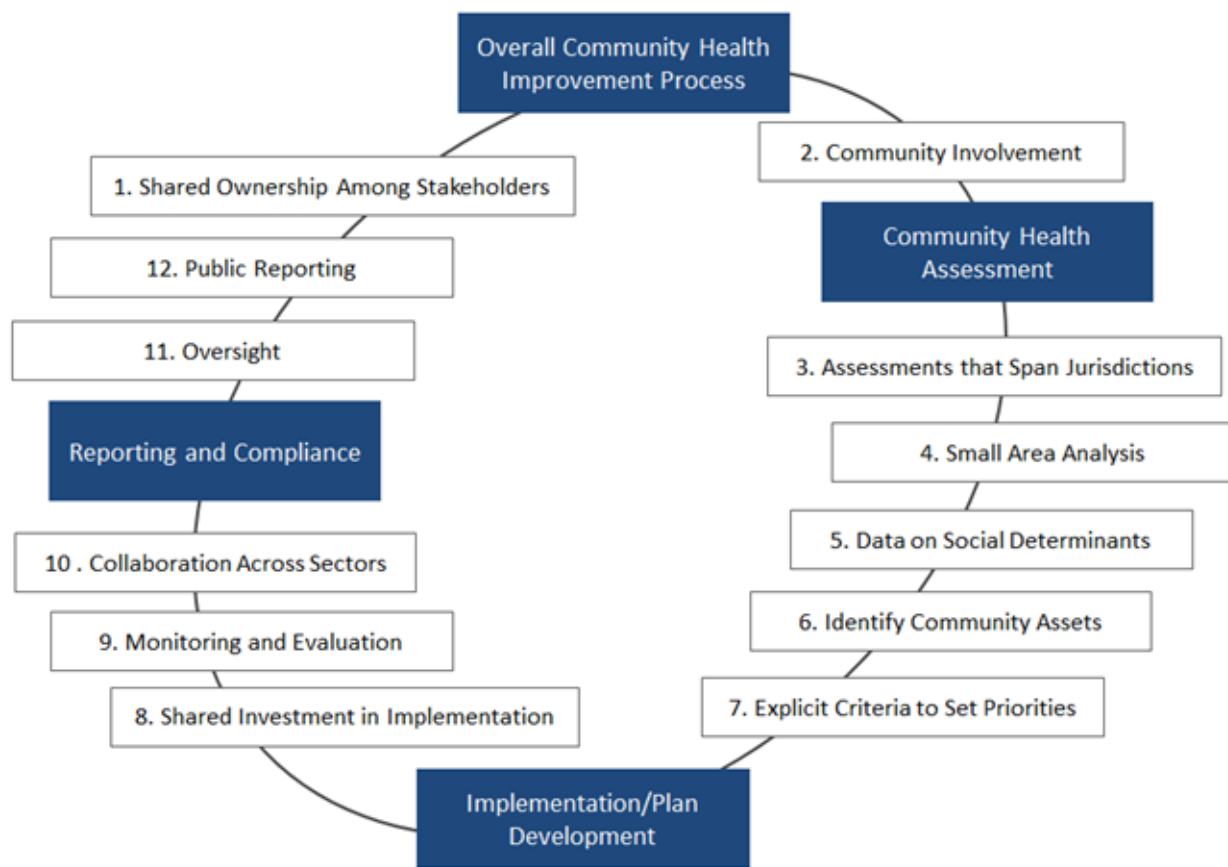 Overall Community Health
Improvement Process
2. Community Involvement
1. Shared Ownership Among Stakeholders
Community Health
Assessment
12. Public Reporting
11. Oversight
3. Assessments that Span Jurisdictions
Reporting and Compliance
4. Small Area Analysis
5. Data on Social Determinants
10 . Collaboration Across Sectors
6. Identify Community Assets
9. Monitoring and Evaluation
7. Explicit Criteria to Set Priorities
8. Shared Investment in Implementation
Implementation/Plan
Development